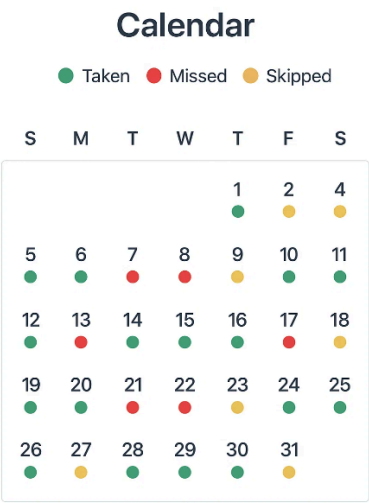 Calendar
Taken Missed Skipped
S M T W T F S
1 2 4
5 6 7 8 9 10 11
12 13 14 15 16 17 18
19 20 21 22 23 24 25
26 27 28 29 30 31